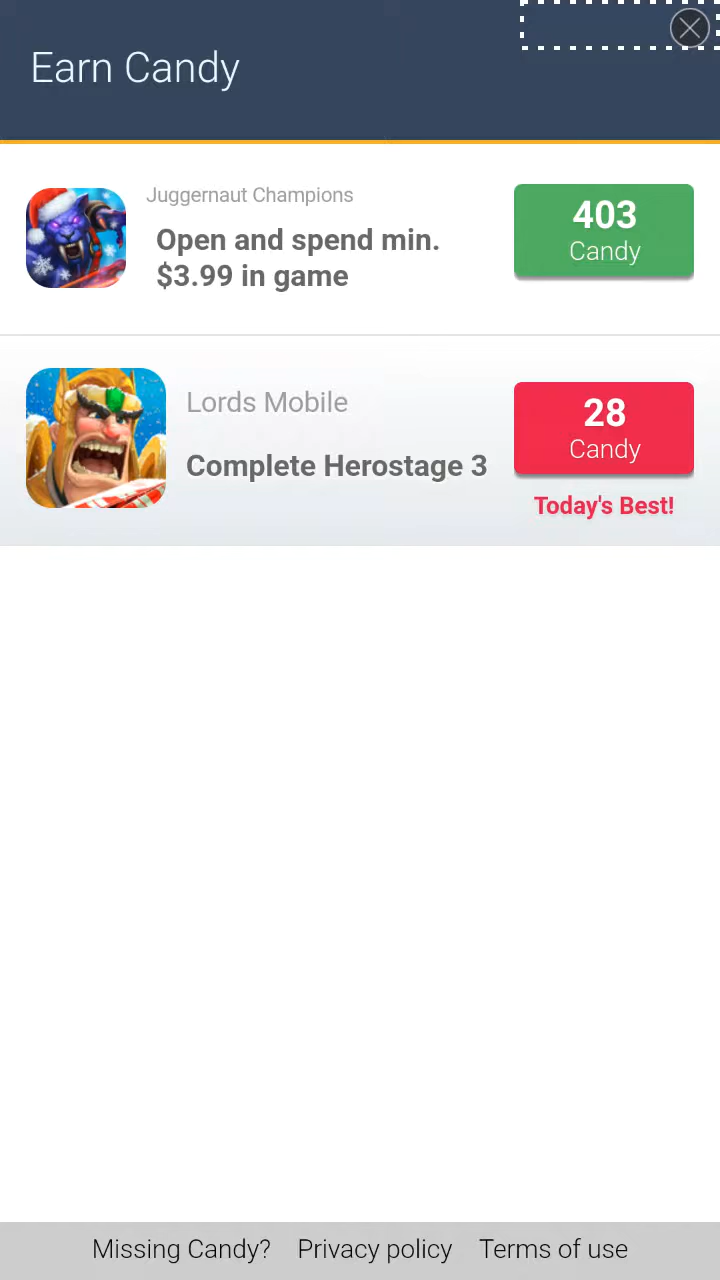 Earn Candy
Juggernaut Champions
Open and spend min.
$3.99 in game
403
Candy
Lords Mobile
Complete Herostage 3
28
Candy
Today's Best!
Missing Candy? Privacy policy Terms of use